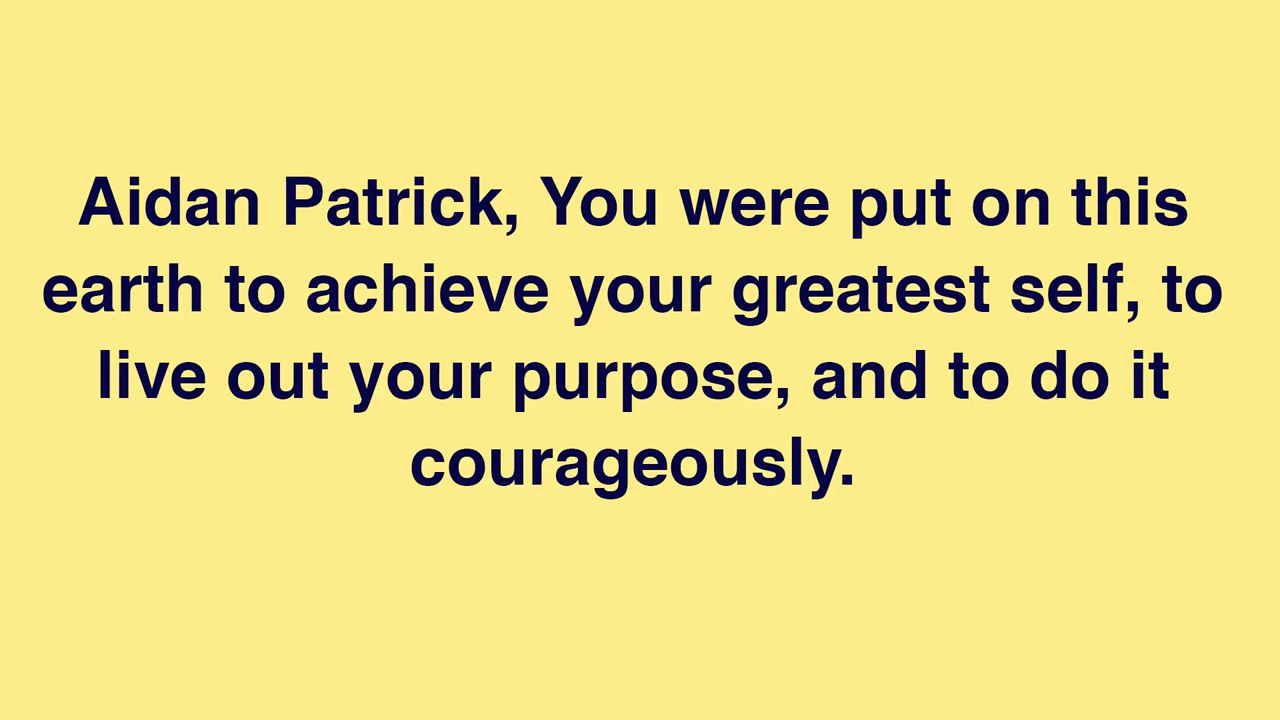 Aidan Patrick, You were put on this
earth to achieve your greatest self, to
live out your purpose, and to do it
courageously.